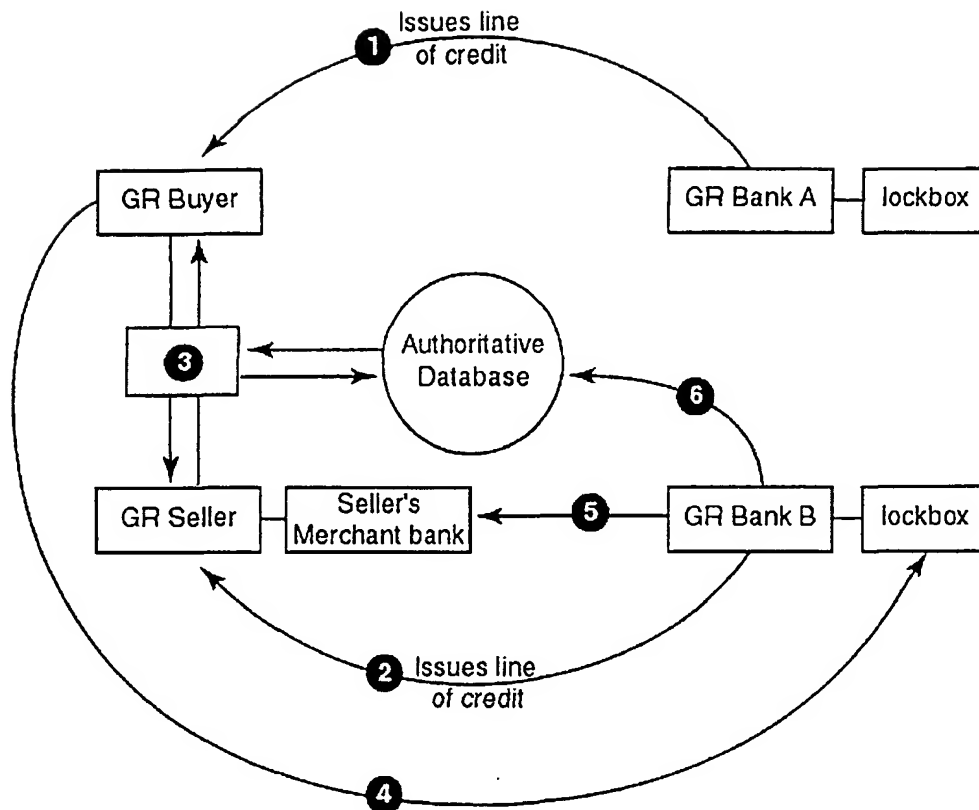 Issues line
of credit
1
GR Buyer
GR Bank A
lockbox
3
Authoritative
Database
6
GR Seller
Seller's
Merchant bank
5
GR Bank B
lockbox
2
Issues line
of credit
4